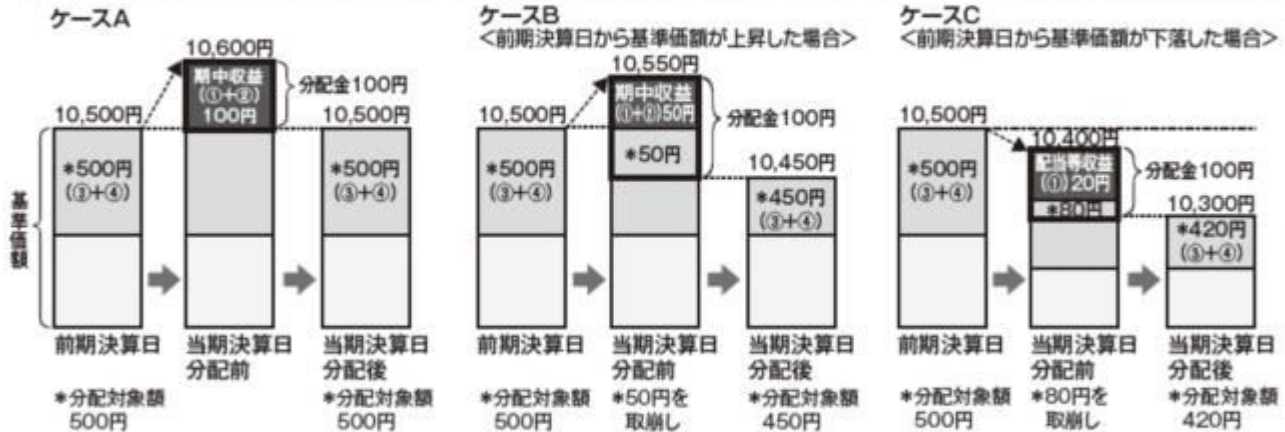 ケースA
10,600円
期中収益
(①+②)
100円
分配金100円
10,500円
10,500円
*500円
(③+④)
*500円
(③+④)
基準価額
前期決算日
当期決算日
分配前
当期決算日
分配後
*分配対象額
500円
*分配対象額
500円
ケースB
<前期決算日から基準価額が上昇した場合>
10,550円
期中収益
(①+②)50円
分配金100円
10,500円
*500円
(③+④)
*50円
10,450円
*450円
(③+④)
前期決算日
当期決算日
分配前
当期決算日
分配後
*分配対象額
500円
*50円を
取崩し
*分配対象額
450円
ケースC
<前期決算日から基準価額が下落した場合>
10,500円
10,400円
配当等収益
(①)20円
分配金100円
*500円
(③+④)
*80円
10,300円
*420円
(③+④)
前期決算日
当期決算日
分配前
当期決算日
分配後
*分配対象額
500円
*80円を
取崩し
*分配対象額
420円